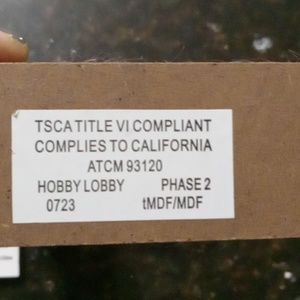 TSCA TITLE VI COMPLIANT
COMPLIES TO CALIFORNIA
ATCM 93120
HOBBY LOBBY PHASE 2
0723 tMDF/MDF